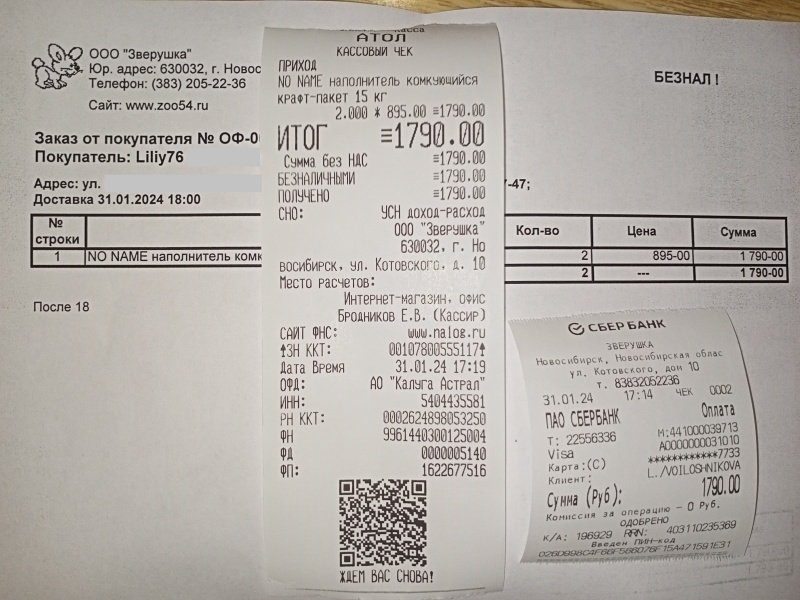 ООО "Зверушка"
Юр. адрес: 630032, г. Новос
Телефон: (383) 205-22-36
Сайт: www.zoo54.ru
БЕЗНАЛ !
Заказ от покупателя № ОФ-0
Покупатель: Liliy76
Адрес: ул.
7-47;
Доставка 31.01.2024 18:00
№ строки Кол-во Цена Сумма
1 NO NAME наполнитель комк 2 895-00 1 790-00
2 --- 1 790-00
После 18
АТОЛ
КАССОВЫЙ ЧЕК
ПРИХОД
NO NAME наполнитель комкующийся
крафт-пакет 15 кг
2.000 * 895.00 ≡1790.00
ИТОГ ≡1790.00
Сумма без НДС ≡1790.00
БЕЗНАЛИЧНЫМИ ≡1790.00
ПОЛУЧЕНО ≡1790.00
СНО: УСН доход-расход
ООО "Зверушка"
630032, г. Но
восибирск, ул. Котовского, д. 10
Место расчетов:
Интернет-магазин, офис
Бродников Е.В. (Кассир)
САЙТ ФНС: www.nalog.ru
ЗН ККТ: 00107800555117
Дата Время 31.01.24 17:19
ОФД: АО "Калуга Астрал"
ИНН: 5404435581
РН ККТ: 0002624898053250
ФН 9961440300125004
ФД 0000005140
ФП: 1622677516
ЖДЕМ ВАС СНОВА!
СБЕР БАНК
ЗВЕРУШКА
Новосибирск, Новосибирская облас
ул. Котовского, дом 10
т. 83832052236
31.01.24 17:14 ЧЕК 0002
ПАО СБЕРБАНК Оплата
Т: 22556336 М:441000039713
Visa A0000000031010
Карта:(С) ************7733
Клиент: L./VOILOSHNIKOVA
Сумма (Руб): 1790.00
Комиссия за операцию – 0 Руб.
ОДОБРЕНО
К/А: 196929 RRN: 403110235369
Введен ПИН-код